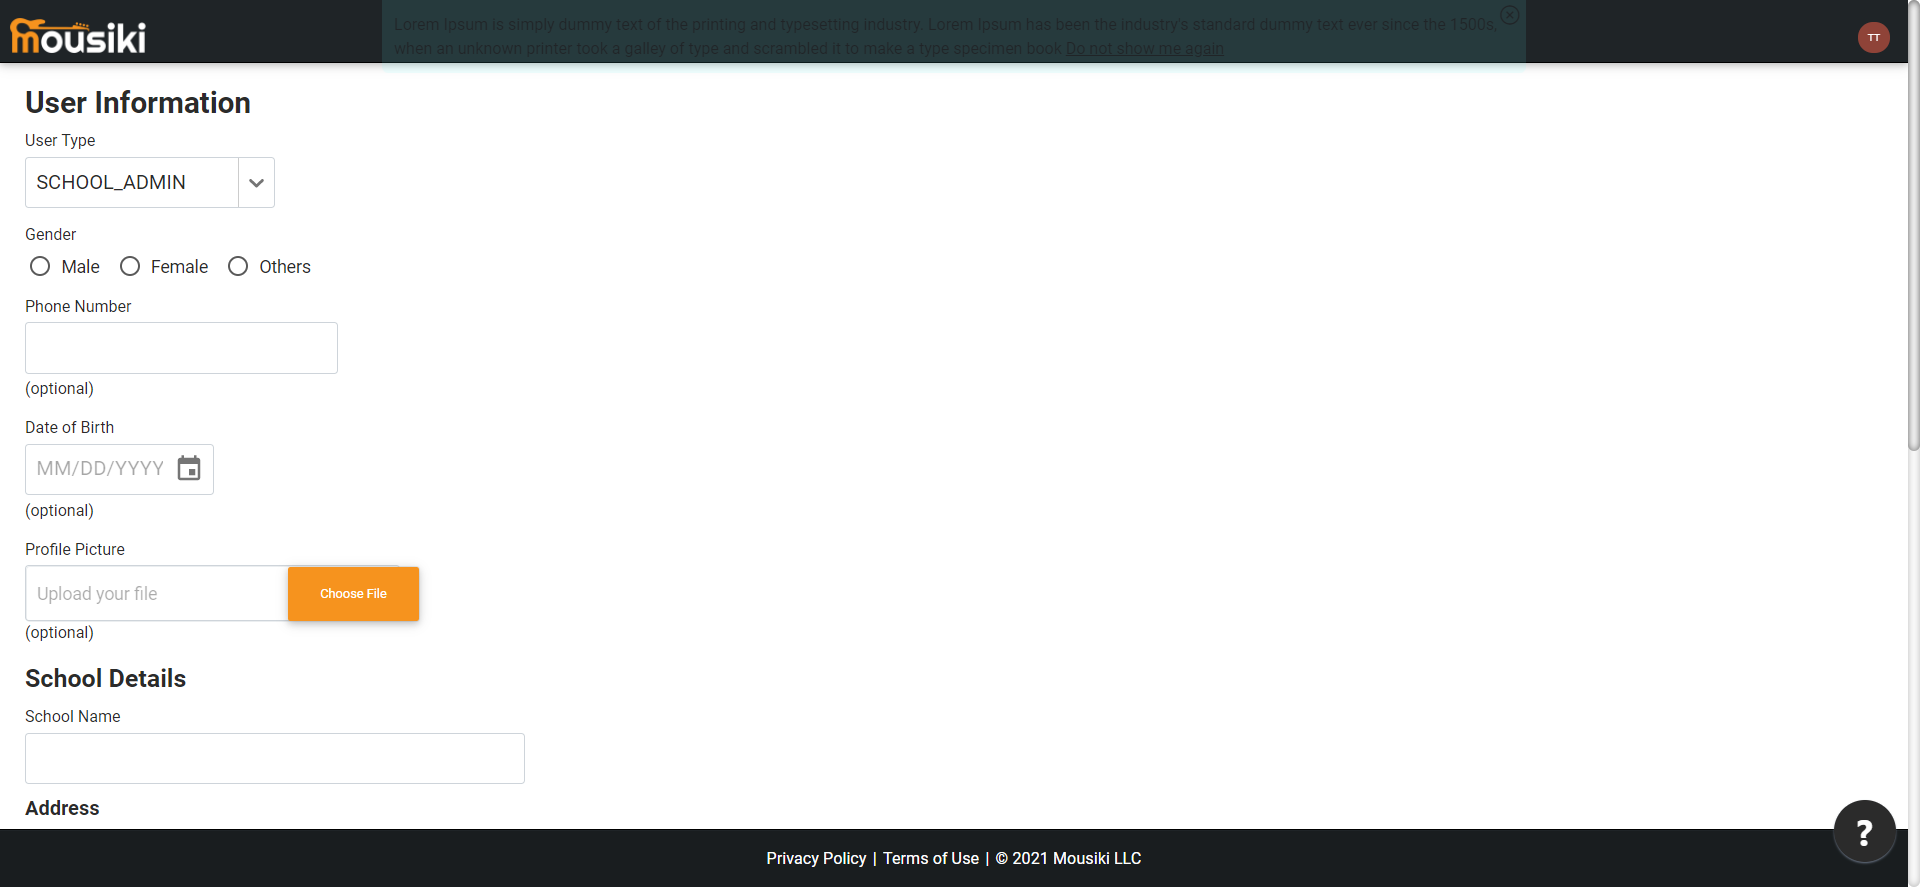 mousiki
Lorem Ipsum is simply dummy text of the printing and typesetting industry. Lorem Ipsum has been the industry's standard dummy text ever since the 1500s,
when an unknown printer took a galley of type and scrambled it to make a type specimen book Do not show me again
TT
User Information
User Type
SCHOOL_ADMIN
Gender
Male Female Others
Phone Number
(optional)
Date of Birth
MM/DD/YYYY
(optional)
Profile Picture
Upload your file Choose File
(optional)
School Details
School Name
Address
?
Privacy Policy | Terms of Use | © 2021 Mousiki LLC